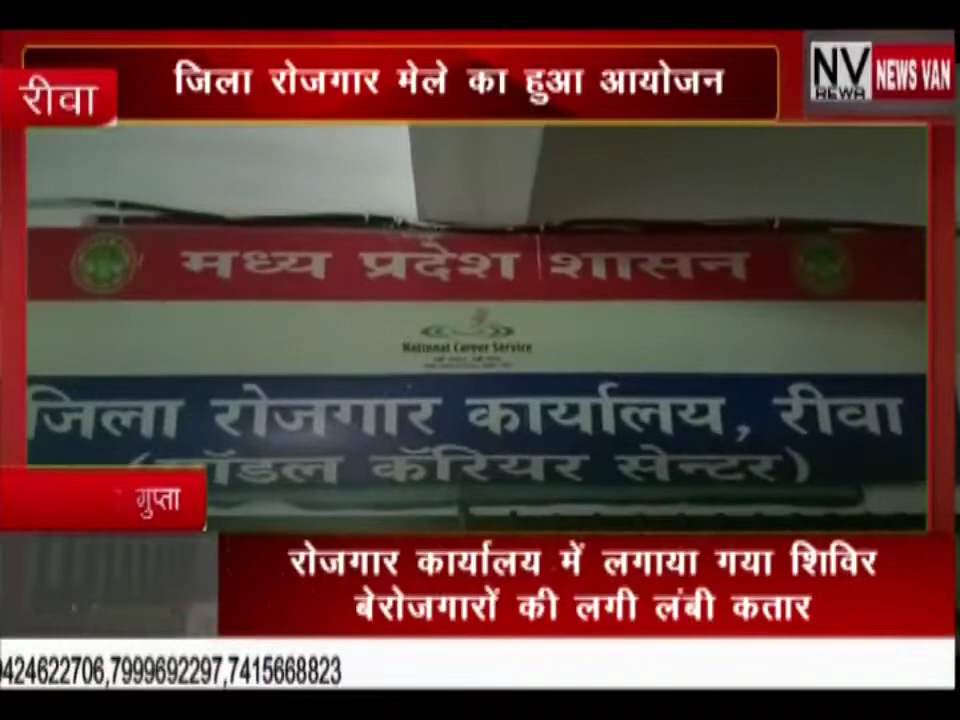 जिला रोजगार मेले का हुआ आयोजन
NV
REWA
NEWS VAN
रीवा
मध्य प्रदेश शासन
National Career Service
जिला रोजगार कार्यालय, रीवा
(मॉडल कॅरियर सेन्टर)
गुप्ता
रोजगार कार्यालय में लगाया गया शिविर
बेरोजगारों की लगी लंबी कतार
9424622706,7999692297,7415668823